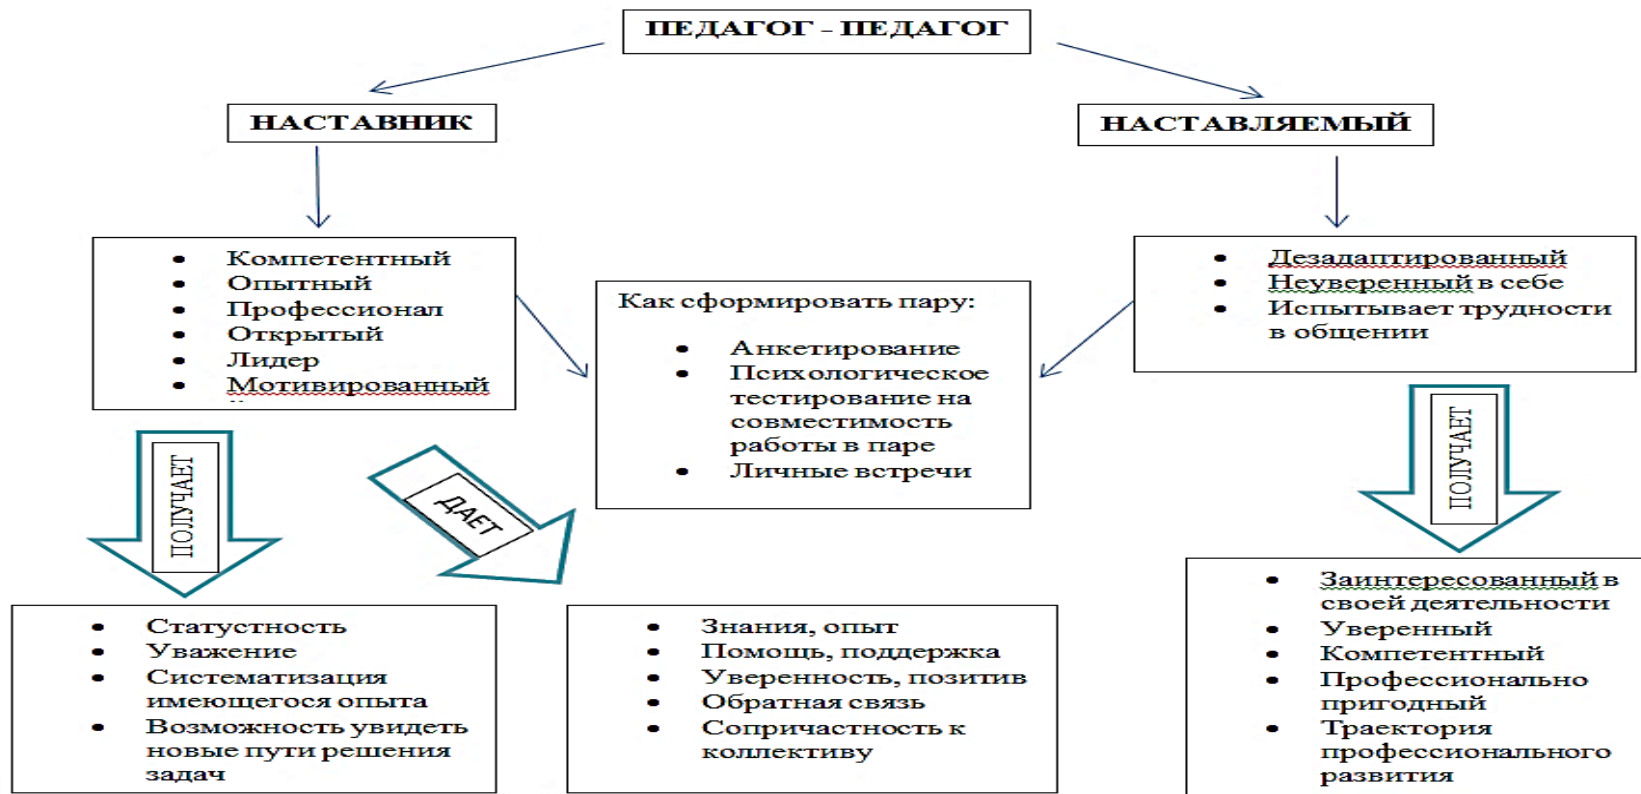 ПЕДАГОГ - ПЕДАГОГ
НАСТАВНИК
НАСТАВЛЯЕМЫЙ
• Компетентный
• Опытный
• Профессионал
• Открытый
• Лидер
• Мотивированный
Как сформировать пару:
• Анкетирование
• Психологическое
тестирование на
совместимость
работы в паре
• Личные встречи
• Дезадаптированный
• Неуверенный в себе
• Испытывает трудности
в общении
ПОЛУЧАЕТ
ДАЕТ
ПОЛУЧАЕТ
• Статустность
• Уважение
• Систематизация
имеющегося опыта
• Возможность увидеть
новые пути решения
задач
• Знания, опыт
• Помощь, поддержка
• Уверенность, позитив
• Обратная связь
• Сопричастность к
коллективу
• Заинтересованный в
своей деятельности
• Уверенный
• Компетентный
• Профессионально
пригодный
• Траектория
профессионального
развития